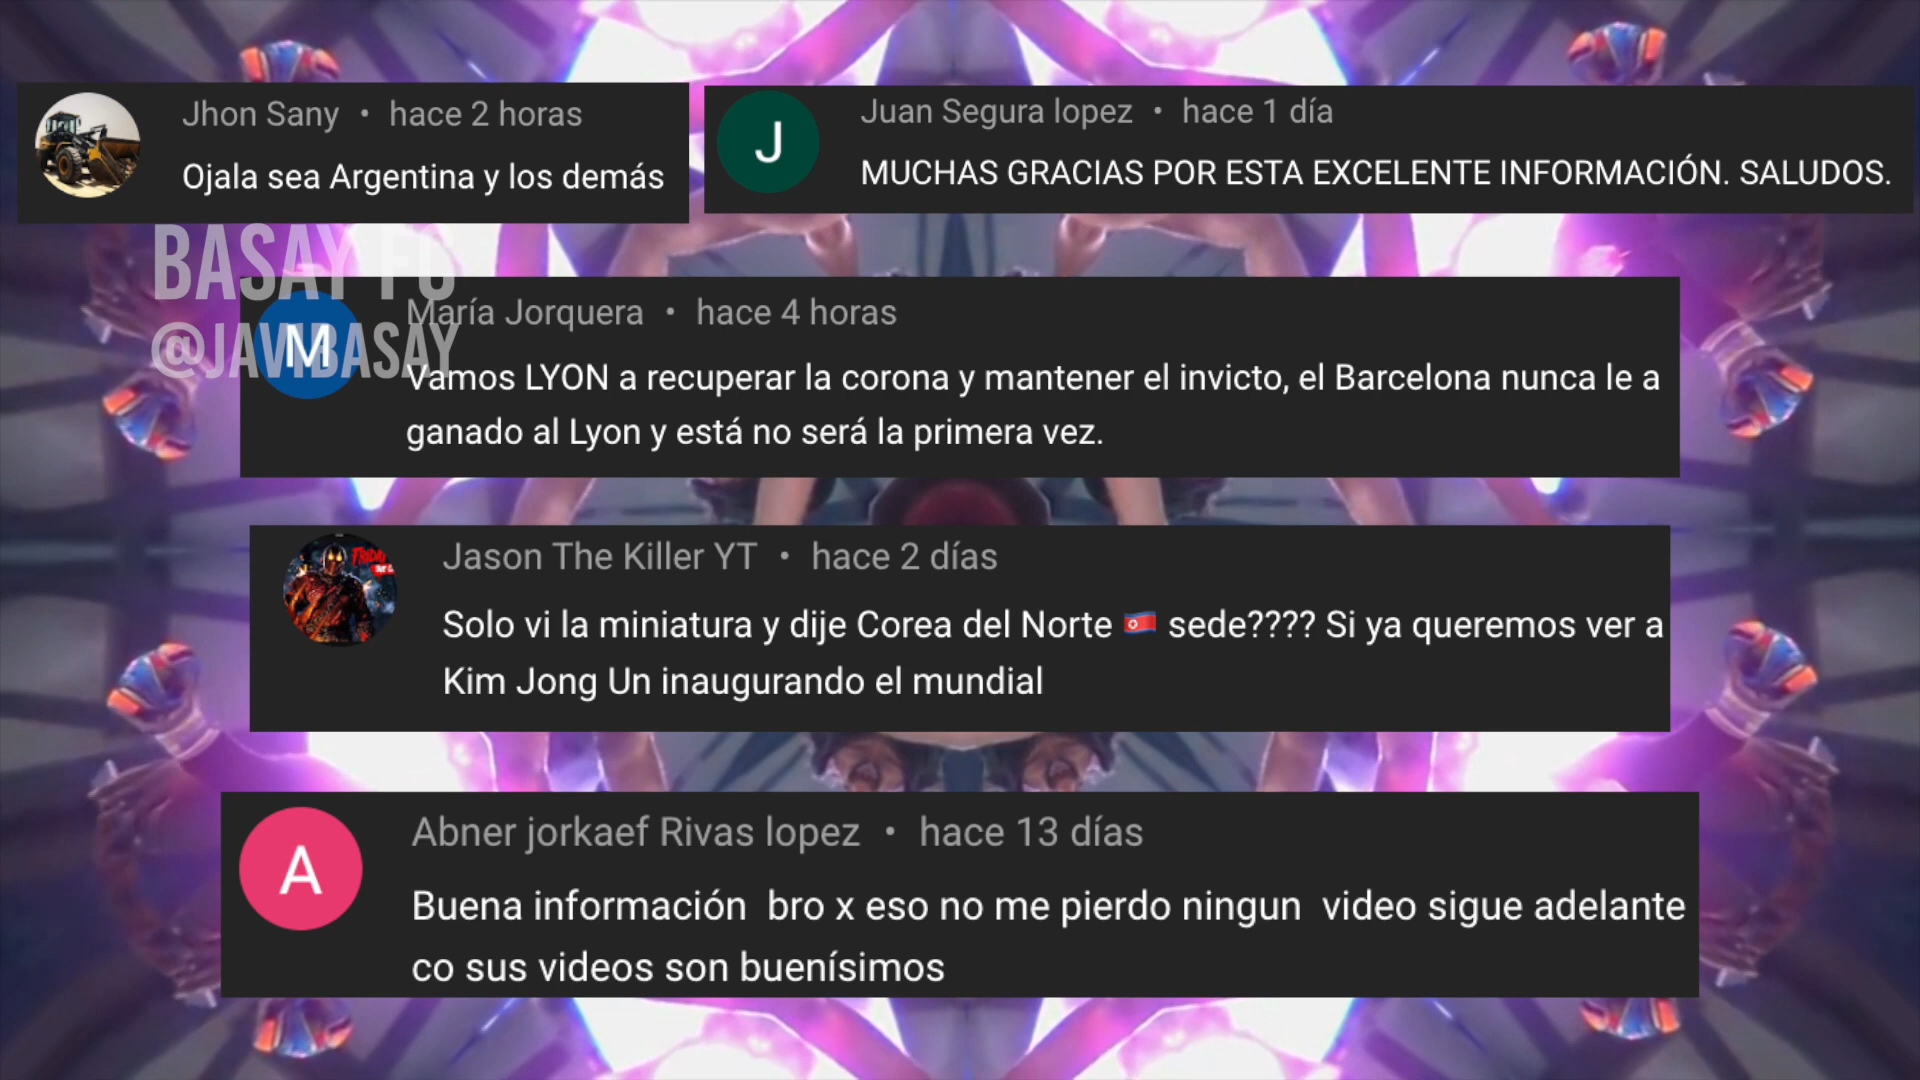 Jhon Sany • hace 2 horas
Ojala sea Argentina y los demás
J
Juan Segura lopez • hace 1 día
MUCHAS GRACIAS POR ESTA EXCELENTE INFORMACIÓN. SALUDOS.
BASAY FC
@JAVIBASAY
M
María Jorquera • hace 4 horas
Vamos LYON a recuperar la corona y mantener el invicto, el Barcelona nunca le a
ganado al Lyon y está no será la primera vez.
Jason The Killer YT • hace 2 días
Solo vi la miniatura y dije Corea del Norte 🇰🇵 sede???? Si ya queremos ver a
Kim Jong Un inaugurando el mundial
A
Abner jorkaef Rivas lopez • hace 13 días
Buena información  bro x eso no me pierdo ningun  video sigue adelante
co sus videos son buenísimos